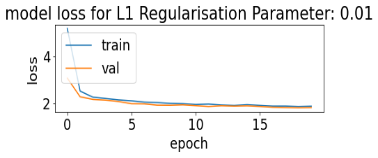 model loss for L1 Regularisation Parameter: 0.01
train
val
loss
4
2
0
5
10
15
epoch